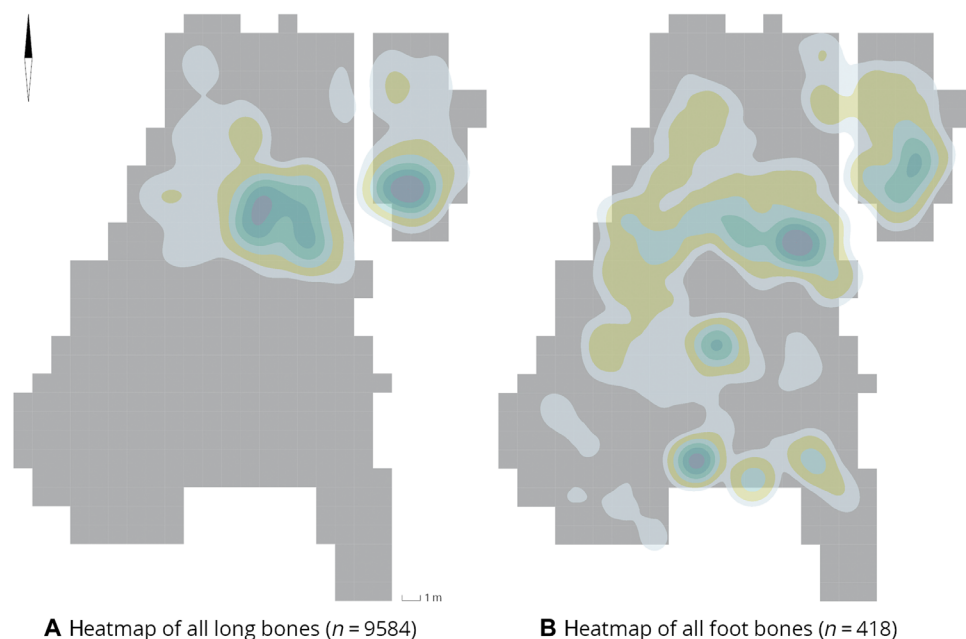 1 m
A Heatmap of all long bones (n = 9584)
B Heatmap of all foot bones (n = 418)